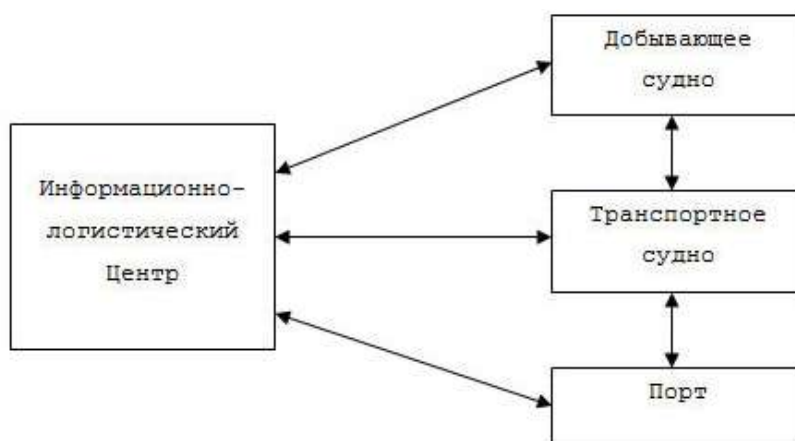 Информационно-
логистический
Центр
Добывающее
судно
Транспортное
судно
Порт